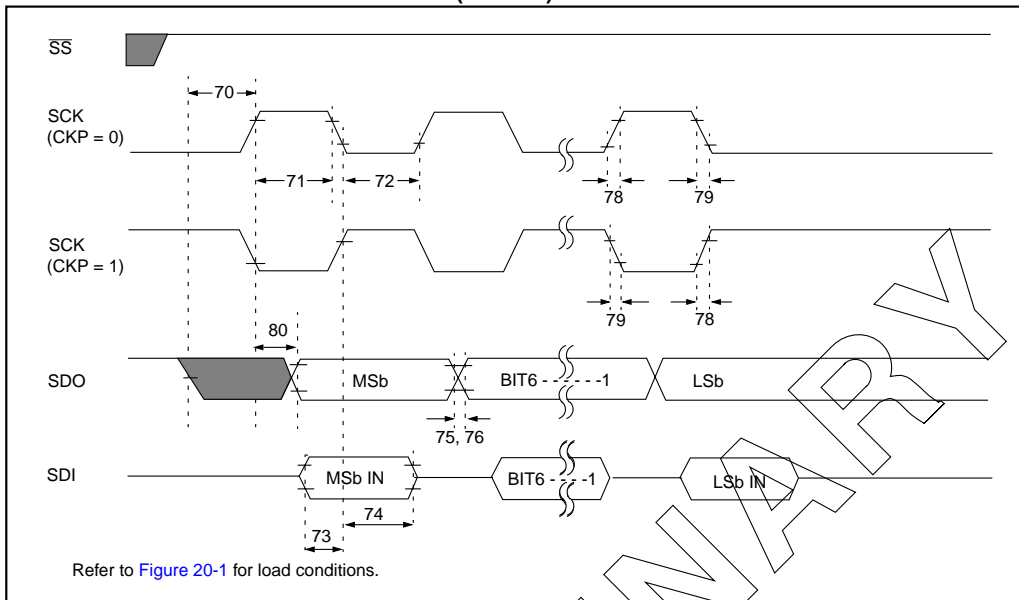 SS
70
SCK
(CKP = 0)
71
72
78
79
SCK
(CKP = 1)
79
78
80
SDO
MSb
BIT6 - - - - - -1
LSb
75, 76
SDI
MSb IN
BIT6 - - - -1
LSb IN
74
73
Refer to Figure 20-1 for load conditions.
NARY